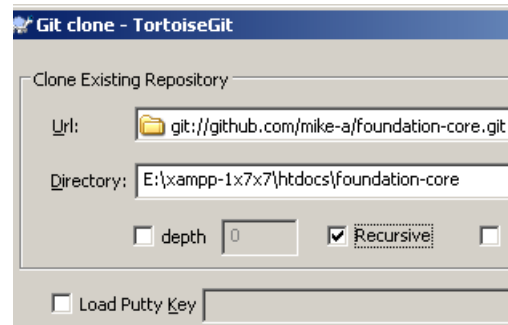 Git clone - TortoiseGit
Clone Existing Repository
Url: git://github.com/mike-a/foundation-core.git
Directory: E:\xampp-1x7x7\htdocs\foundation-core
depth 0 Recursive
Load Putty Key